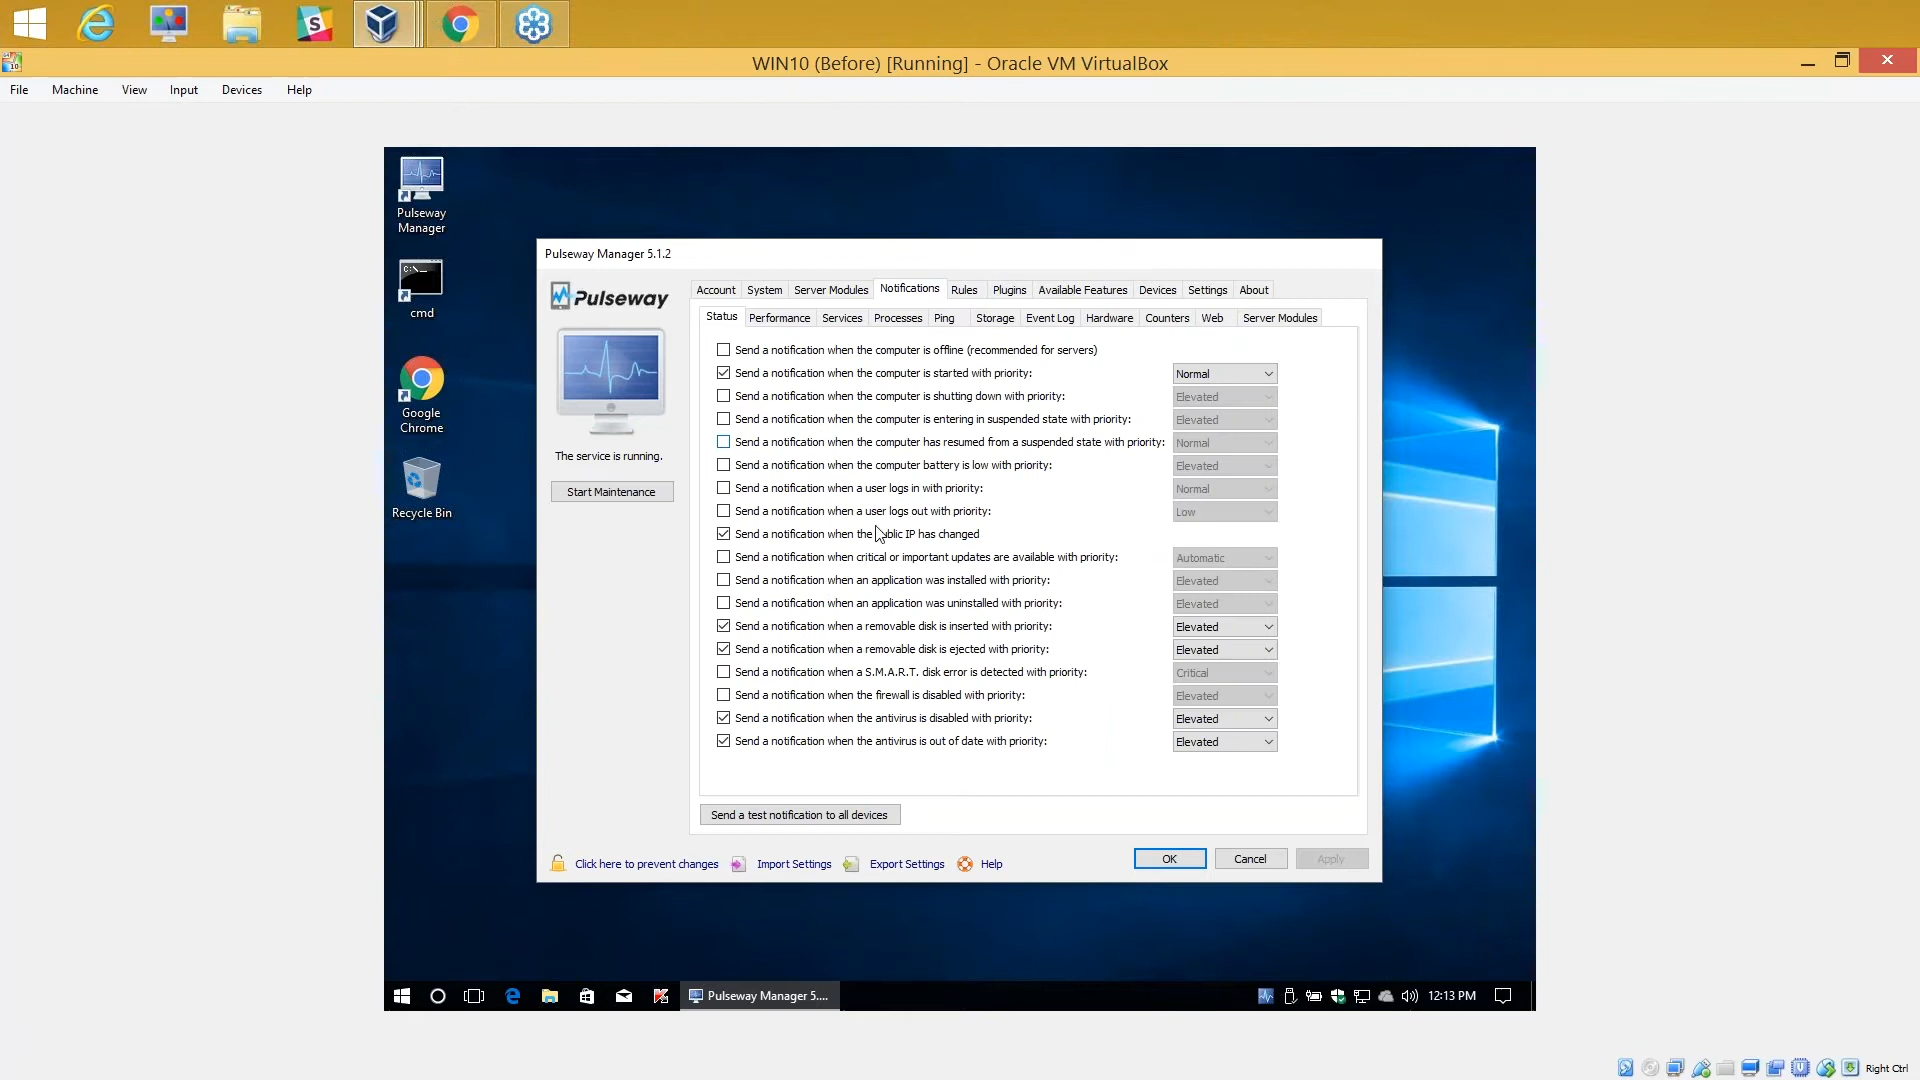 WIN10 (Before) [Running] - Oracle VM VirtualBox
File Machine View Input Devices Help
Pulseway Manager
cmd
Google Chrome
Recycle Bin
Pulseway Manager 5.1.2
Pulseway
The service is running.
Start Maintenance
Account System Server Modules Notifications Rules Plugins Available Features Devices Settings About
Status Performance Services Processes Ping Storage Event Log Hardware Counters Web Server Modules
Send a notification when the computer is offline (recommended for servers)
Send a notification when the computer is started with priority: Normal
Send a notification when the computer is shutting down with priority: Elevated
Send a notification when the computer is entering in suspended state with priority: Elevated
Send a notification when the computer has resumed from a suspended state with priority: Normal
Send a notification when the computer battery is low with priority: Elevated
Send a notification when a user logs in with priority: Normal
Send a notification when a user logs out with priority: Low
Send a notification when the public IP has changed
Send a notification when critical or important updates are available with priority: Automatic
Send a notification when an application was installed with priority: Elevated
Send a notification when an application was uninstalled with priority: Elevated
Send a notification when a removable disk is inserted with priority: Elevated
Send a notification when a removable disk is ejected with priority: Elevated
Send a notification when a S.M.A.R.T. disk error is detected with priority: Critical
Send a notification when the firewall is disabled with priority: Elevated
Send a notification when the antivirus is disabled with priority: Elevated
Send a notification when the antivirus is out of date with priority: Elevated
Send a test notification to all devices
Click here to prevent changes Import Settings Export Settings Help OK Cancel Apply
Pulseway Manager 5.... 12:13 PM
Right Ctrl